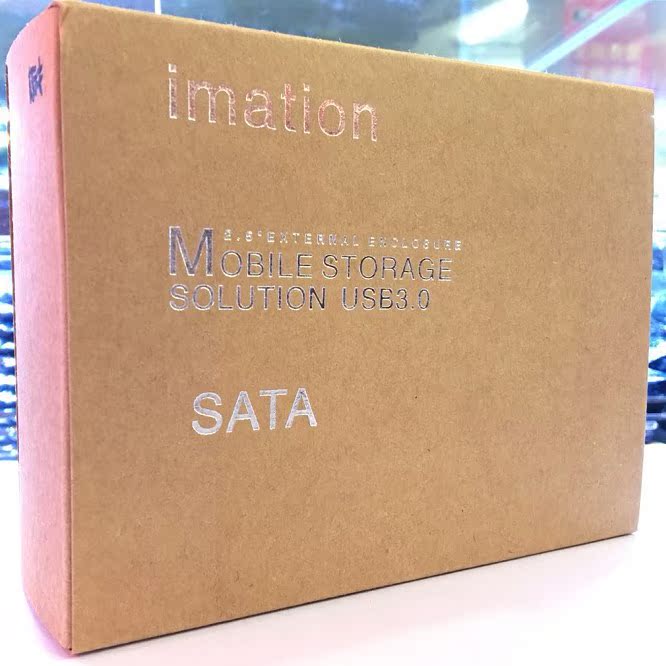 imation
2.5" EXTERNAL ENCLOSURE
MOBILE STORAGE
SOLUTION USB3.0
SATA